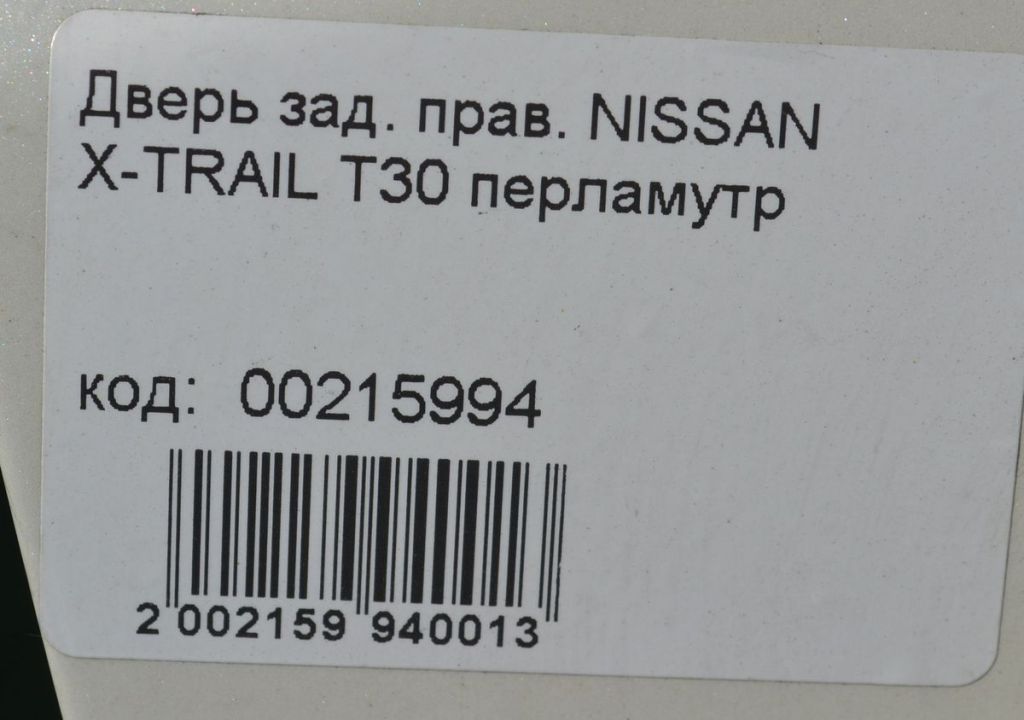 Дверь зад. прав. NISSAN
X-TRAIL T30 перламутр
код: 00215994
2 002159 940013